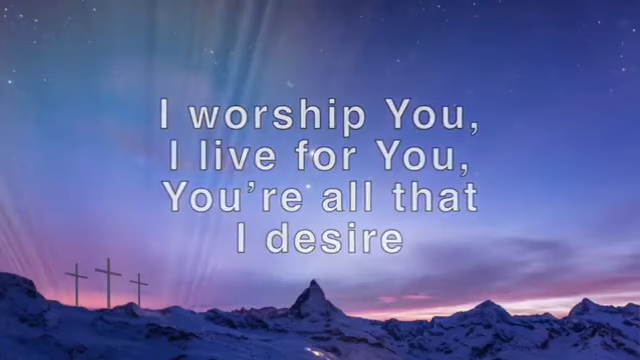 I worship You,
I live for You,
You're all that
I desire